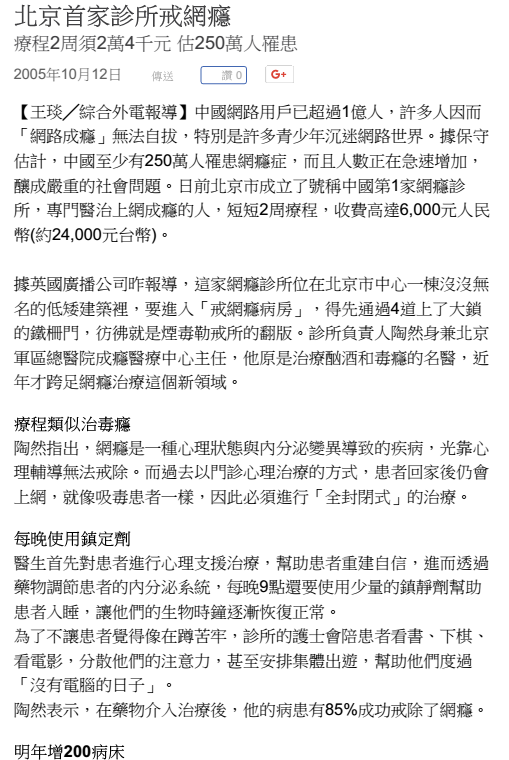 北京首家診所戒網癮
療程2周須2萬4千元 估250萬人罹患
2005年10月12日 傳送 讚 0 G+
【王琰╱綜合外電報導】中國網路用戶已超過1億人，許多人因而
「網路成癮」無法自拔，特別是許多青少年沉迷網路世界。據保守
估計，中國至少有250萬人罹患網癮症，而且人數正在急速增加，
釀成嚴重的社會問題。日前北京市成立了號稱中國第1家網癮診
所，專門醫治上網成癮的人，短短2周療程，收費高達6,000元人民
幣(約24,000元台幣)。
據英國廣播公司昨報導，這家網癮診所位在北京市中心一棟沒沒無
名的低矮建築裡，要進入「戒網癮病房」，得先通過4道上了大鎖
的鐵柵門，彷彿就是煙毒勒戒所的翻版。診所負責人陶然身兼北京
軍區總醫院成癮醫療中心主任，他原是治療酗酒和毒癮的名醫，近
年才跨足網癮治療這個新領域。
療程類似治毒癮
陶然指出，網癮是一種心理狀態與內分泌變異導致的疾病，光靠心
理輔導無法戒除。而過去以門診心理治療的方式，患者回家後仍會
上網，就像吸毒患者一樣，因此必須進行「全封閉式」的治療。
每晚使用鎮定劑
醫生首先對患者進行心理支援治療，幫助患者重建自信，進而透過
藥物調節患者的內分泌系統，每晚9點還要使用少量的鎮靜劑幫助
患者入睡，讓他們的生物時鐘逐漸恢復正常。
為了不讓患者覺得像在蹲苦牢，診所的護士會陪患者看書、下棋、
看電影，分散他們的注意力，甚至安排集體出遊，幫助他們度過
「沒有電腦的日子」。
陶然表示，在藥物介入治療後，他的病患有85%成功戒除了網癮。
明年增200病床